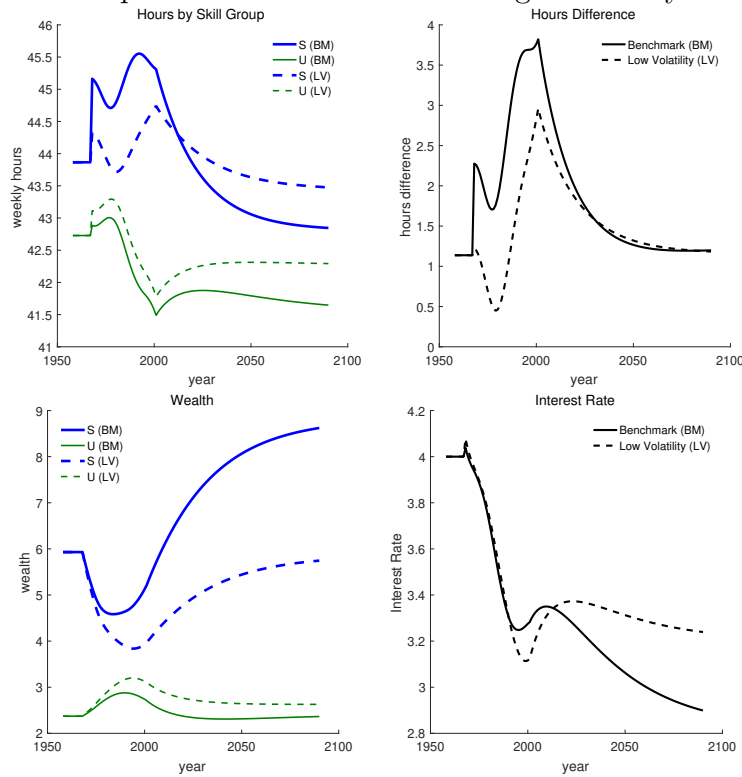 Hours by Skill Group
46
45.5
45
44.5
44
43.5
43
42.5
42
41.5
41
weekly hours
S (BM)
U (BM)
S (LV)
U (LV)
1950
2000
2050
2100
year
Hours Difference
4
3.5
3
2.5
2
1.5
1
0.5
0
hours difference
Benchmark (BM)
Low Volatility (LV)
1950
2000
2050
2100
year
Wealth
9
8
7
6
5
4
3
2
wealth
S (BM)
U (BM)
S (LV)
U (LV)
1950
2000
2050
2100
year
Interest Rate
4.2
4
3.8
3.6
3.4
3.2
3
2.8
Interest Rate
Benchmark (BM)
Low Volatility (LV)
1950
2000
2050
2100
year